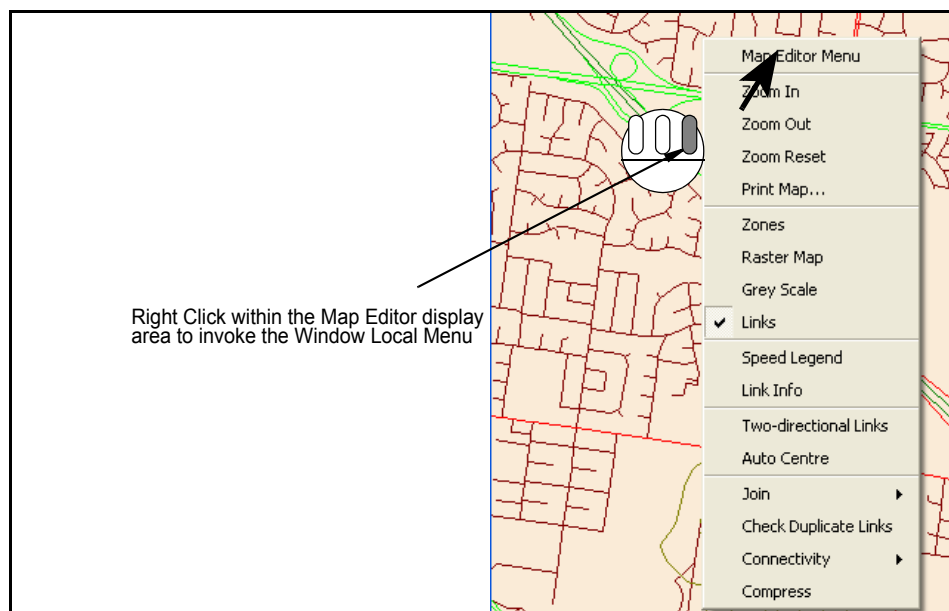 Right Click within the Map Editor display
area to invoke the Window Local Menu
Map Editor Menu
Zoom In
Zoom Out
Zoom Reset
Print Map...
Zones
Raster Map
Grey Scale
Links
Speed Legend
Link Info
Two-directional Links
Auto Centre
Join
Check Duplicate Links
Connectivity
Compress